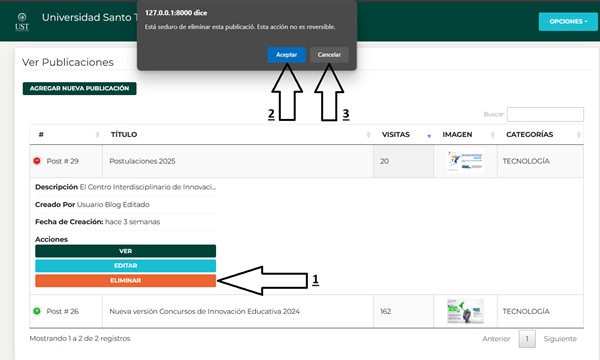 Universidad Santo T
UST
127.0.0.1:8000 dice
Está seduro de eliminar esta publicació. Esta acción no es reversible.
Aceptar
Cancelar
OPCIONES
2
3
Ver Publicaciones
AGREGAR NUEVA PUBLICACIÓN
Buscar:
# TÍTULO VISITAS IMAGEN CATEGORÍAS
Post # 29 Postulaciones 2025 20 TECNOLOGÍA
Descripción El Centro Interdisciplinario de Innovaci...
Creado Por Usuario Blog Editado
Fecha de Creación: hace 3 semanas
Acciones
VER
EDITAR
ELIMINAR
1
Post # 26 Nueva versión Concursos de Innovación Educativa 2024 162 TECNOLOGÍA
Mostrando 1 a 2 de 2 registros
Anterior 1 Siguiente